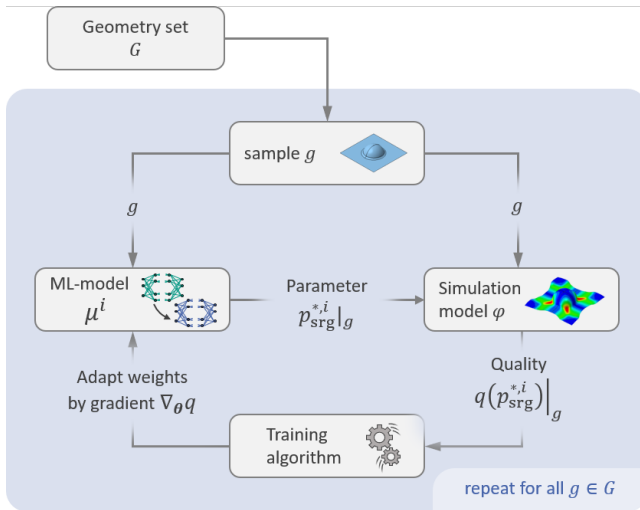 Geometry set
G
sample g
g
g
ML-model
μ^i
Parameter
p_srg^{*,i}|_g
Simulation
model φ
Adapt weights
by gradient ∇_θ q
Quality
q(p_srg^{*,i})|_g
Training
algorithm
repeat for all g ∈ G